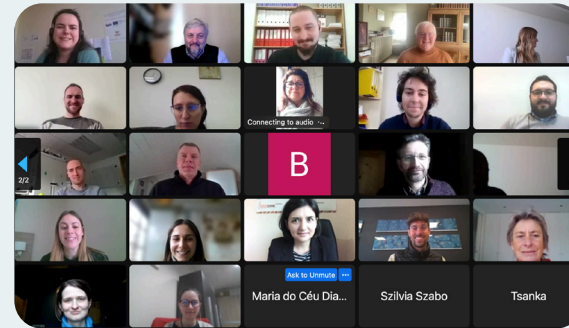 Connecting to audio
B
2/2
Ask to Unmute
Maria do Céu Dia...
Szilvia Szabo
Tsanka